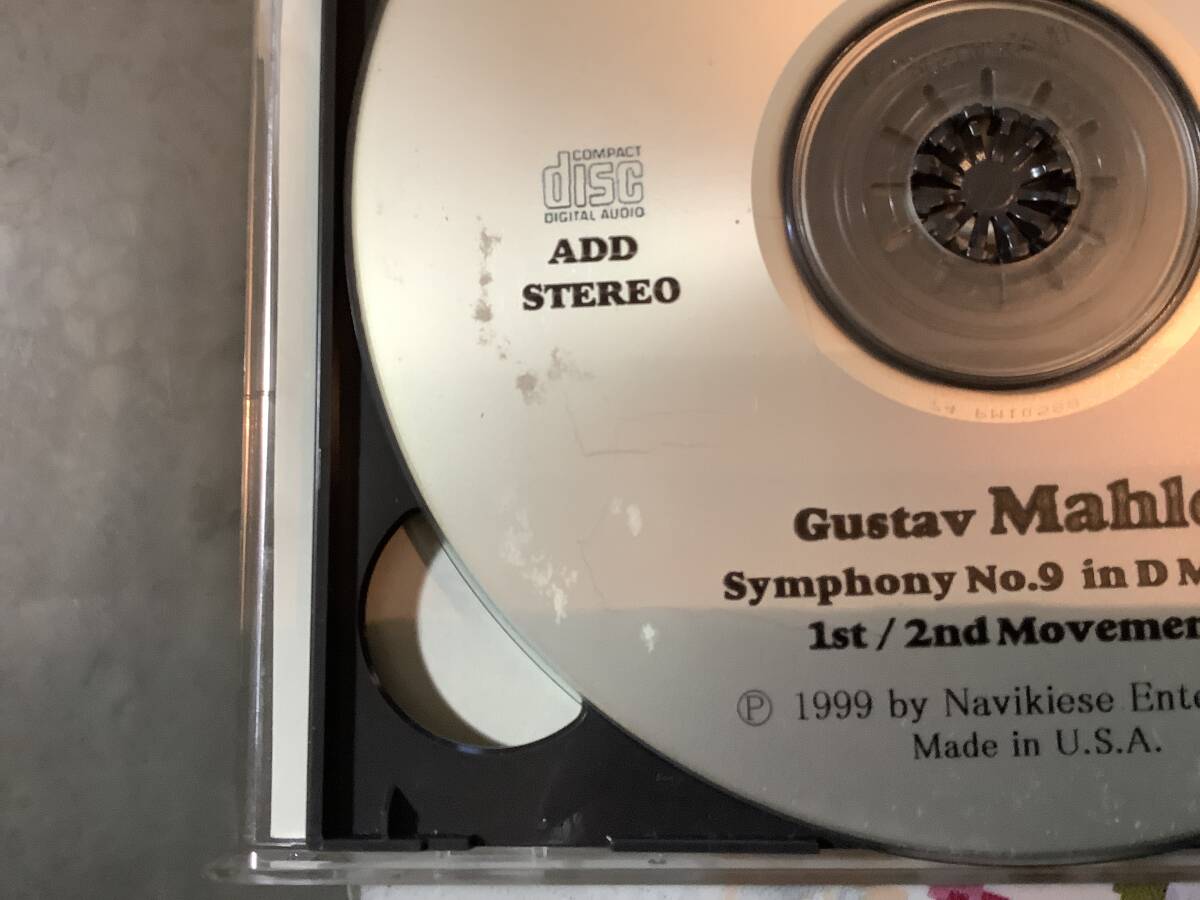 COMPACT
disc
DIGITAL AUDIO
ADD
STEREO
Gustav Mahle
Symphony No.9 in D M
1st / 2nd Movemen
Ⓟ 1999 by Navikiese Ente
Made in U.S.A.